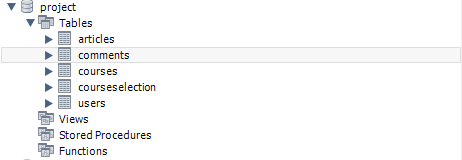 project
Tables
articles
comments
courses
courseselection
users
Views
Stored Procedures
Functions